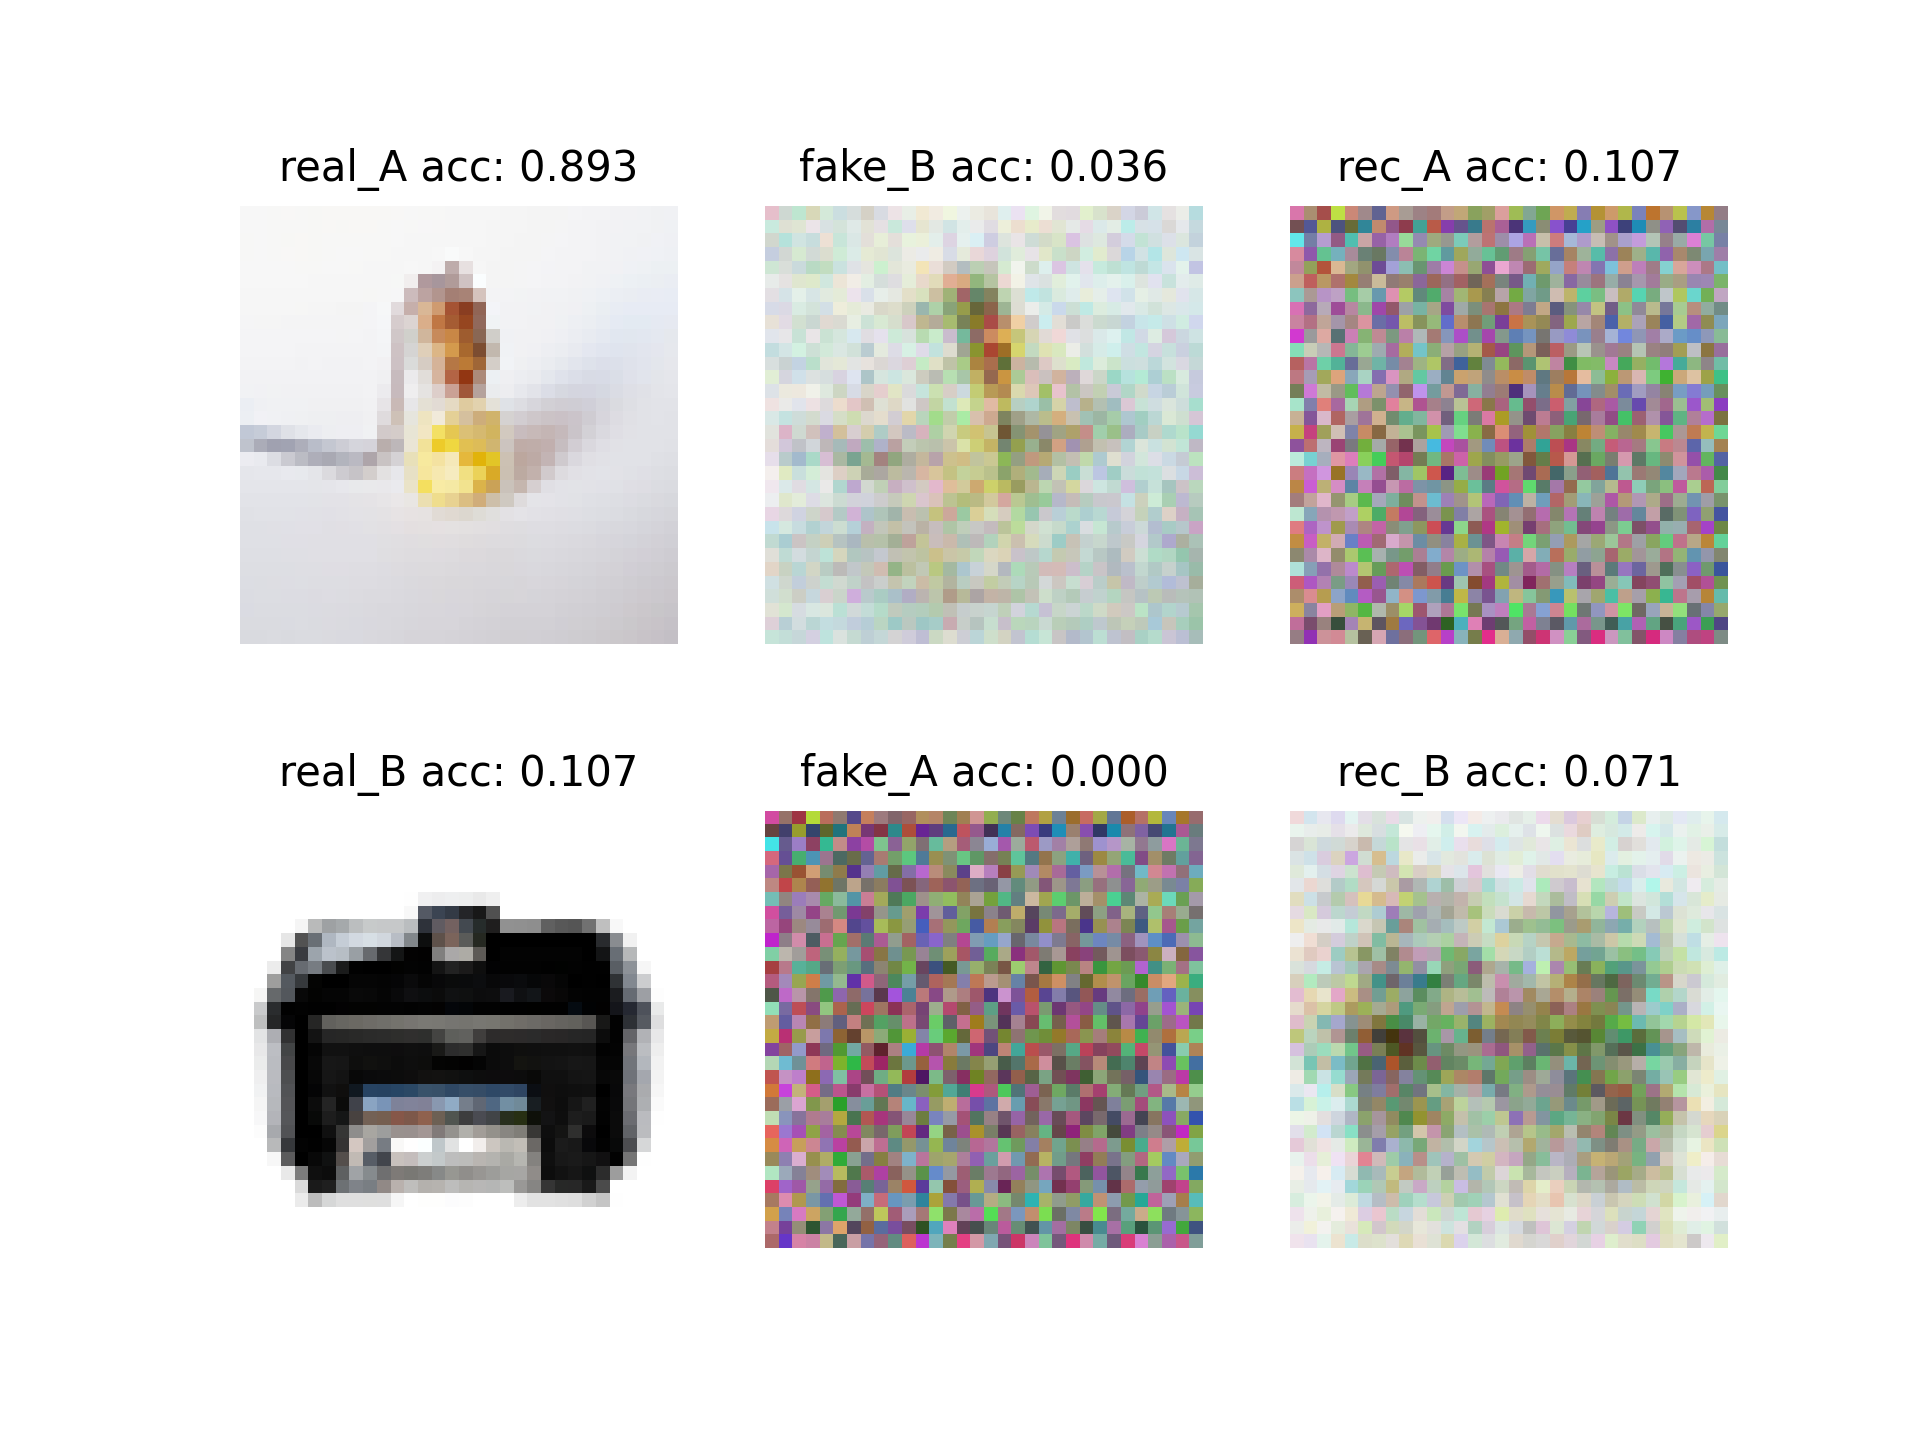 real_A acc: 0.893
fake_B acc: 0.036
rec_A acc: 0.107
real_B acc: 0.107
fake_A acc: 0.000
rec_B acc: 0.071